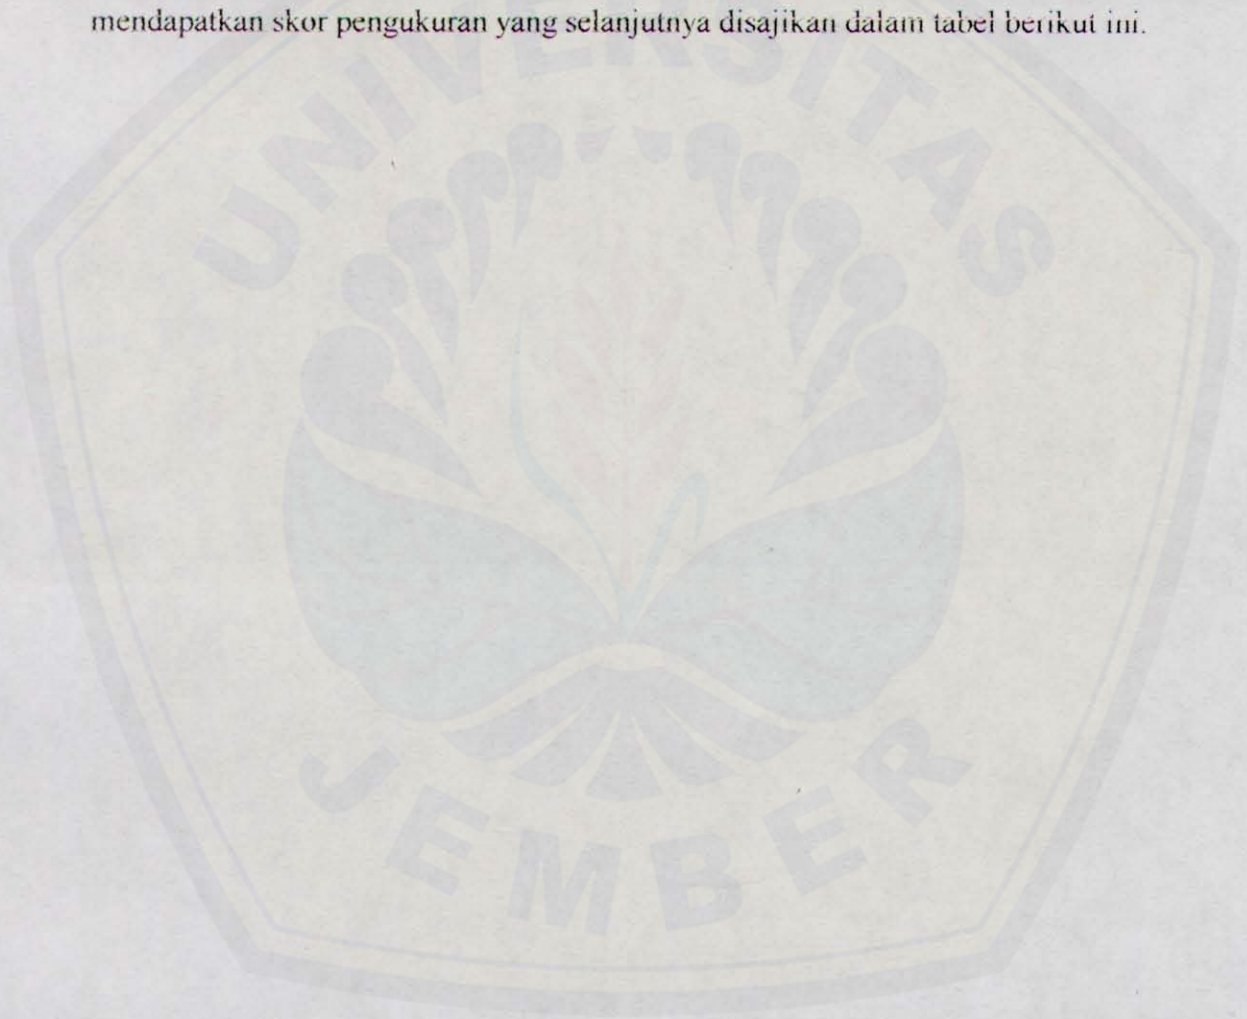 mendapatkan skor pengukuran yang selanjutnya disajikan dalam tabel berikut ini.
UNIVERSITAS
JEMBER